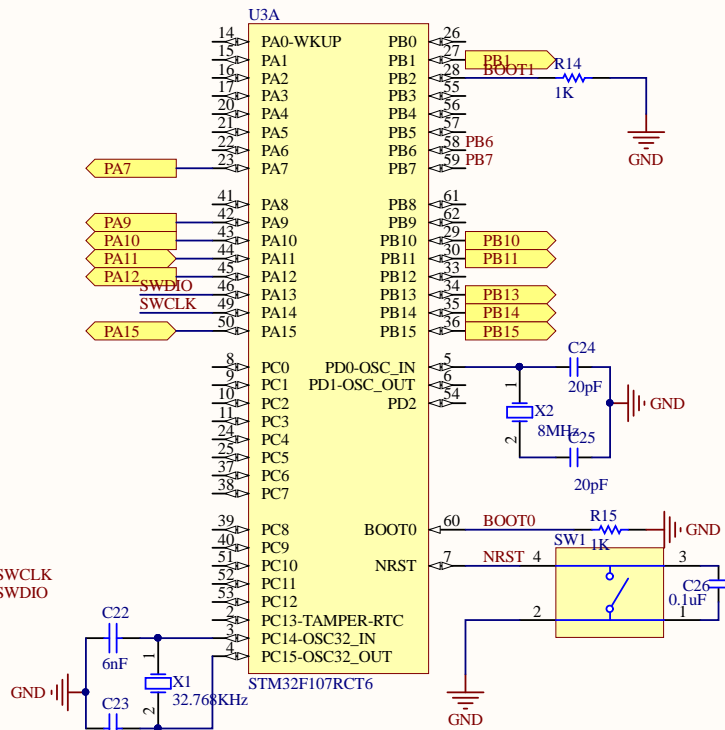 U3A
14 PA0-WKUP PB0 26
15 PA1 PB1 27 PB1
16 PA2 PB2 28 BOOT1 R14
17 PA3 PB3 55 1K
20 PA4 PB4 56
21 PA5 PB5 57
22 PA6 PB6 58 PB6
PA7 23 PA7 PB7 59 PB7 GND
41 PA8 PB8 61
PA9 42 PA9 PB9 62
PA10 43 PA10 PB10 29 PB10
PA11 44 PA11 PB11 30 PB11
PA12 45 PA12 PB12 33
SWDIO 46 PA13 PB13 34 PB13
SWCLK 49 PA14 PB14 35 PB14
PA15 50 PA15 PB15 36 PB15
C24
8 PC0 PD0-OSC_IN 5
9 PC1 PD1-OSC_OUT 6 1 20pF
10 PC2 PD2 54 GND
11 PC3 X2
24 PC4 2 8MHz C25
25 PC5
37 PC6
38 PC7 20pF
39 PC8 BOOT0 60 BOOT0 R15 GND
40 PC9 SW1 1K
51 PC10 NRST 7 NRST 4 3
SWCLK 52 PC11 C26
SWDIO 53 PC12 0.1uF
2 PC13-TAMPER-RTC 2 1
C22 3 PC14-OSC32_IN
6nF 1 4 PC15-OSC32_OUT
X1 STM32F107RCT6
GND 32.768KHz
C23 2 GND